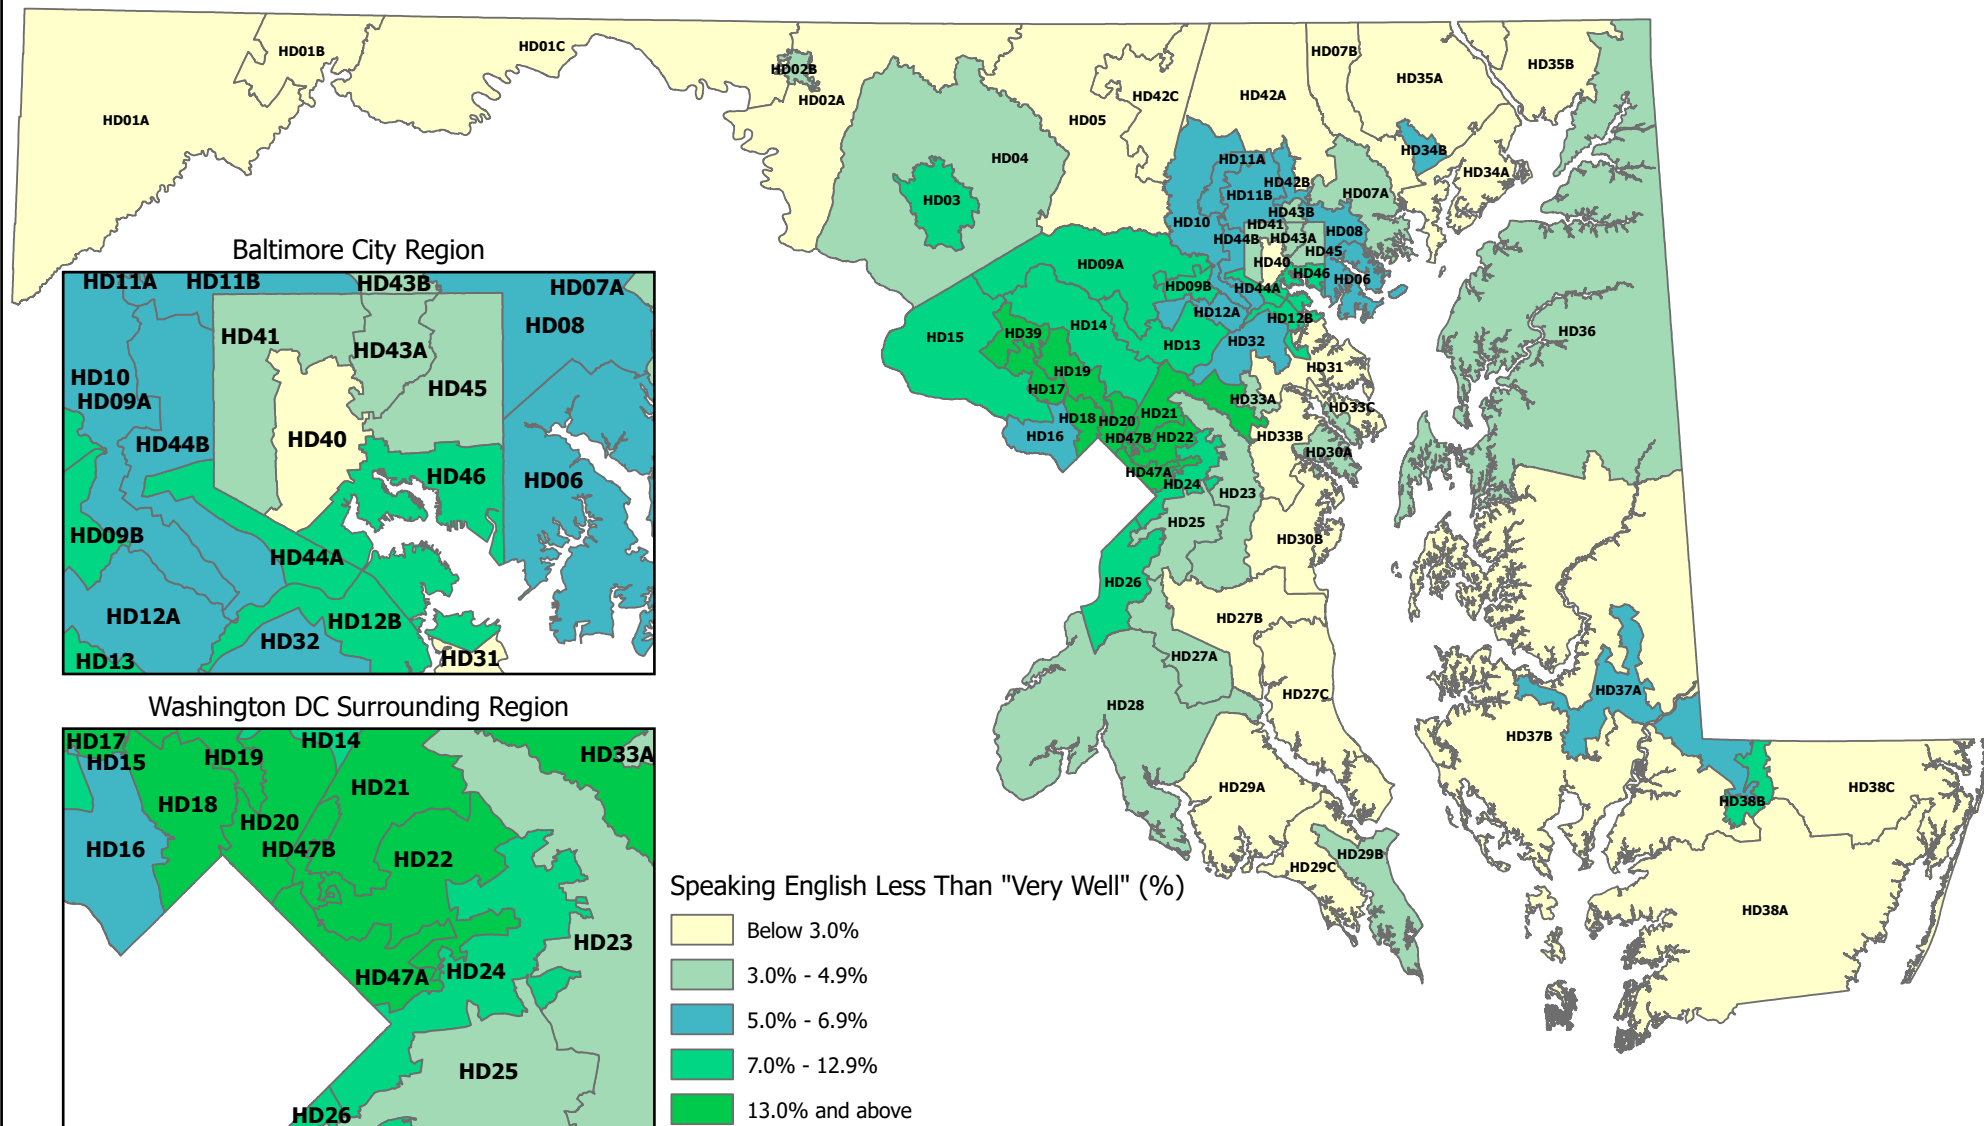 HD01A
HD01B
HD01C
HD02B
HD02A
HD04
HD03
HD05
HD42C
HD42A
HD07B
HD35A
HD35B
HD34B
HD34A
HD11A
HD42B
HD11B
HD07A
HD10
HD43B
HD41
HD08
HD44B
HD43A
HD45
HD40
HD46
HD06
HD09A
HD09B
HD44A
HD12A
HD12B
HD15
HD39
HD14
HD13
HD32
HD36
HD19
HD31
HD17
HD33A
HD33C
HD18
HD20
HD21
HD16
HD47B
HD22
HD33B
HD30A
HD47A
HD24
HD23
HD25
HD30B
HD26
HD27B
HD27A
HD27C
HD28
HD37A
HD37B
HD29A
HD38C
HD38B
HD29B
HD29C
HD38A
Baltimore City Region
HD11A
HD11B
HD43B
HD07A
HD08
HD41
HD43A
HD10
HD09A
HD45
HD44B
HD40
HD46
HD06
HD09B
HD44A
HD12A
HD12B
HD32
HD13
HD31
Washington DC Surrounding Region
HD17
HD14
HD15
HD19
HD33A
HD21
HD18
HD20
HD16
HD47B
HD22
HD23
HD47A
HD24
HD25
HD26
Speaking English Less Than "Very Well" (%)
Below 3.0%
3.0% - 4.9%
5.0% - 6.9%
7.0% - 12.9%
13.0% and above